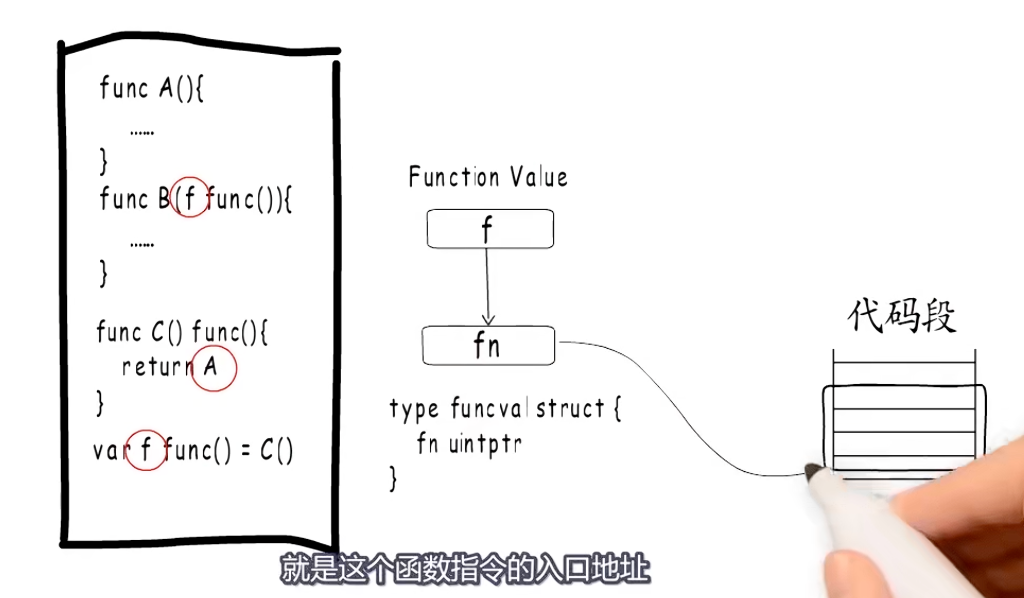 func A(){
......
}
func B(f func()){
......
}
func C() func(){
return A
}
var f func() = C()
Function Value
f
fn
type funcval struct {
fn uintptr
}
代码段
就是这个函数指令的入口地址